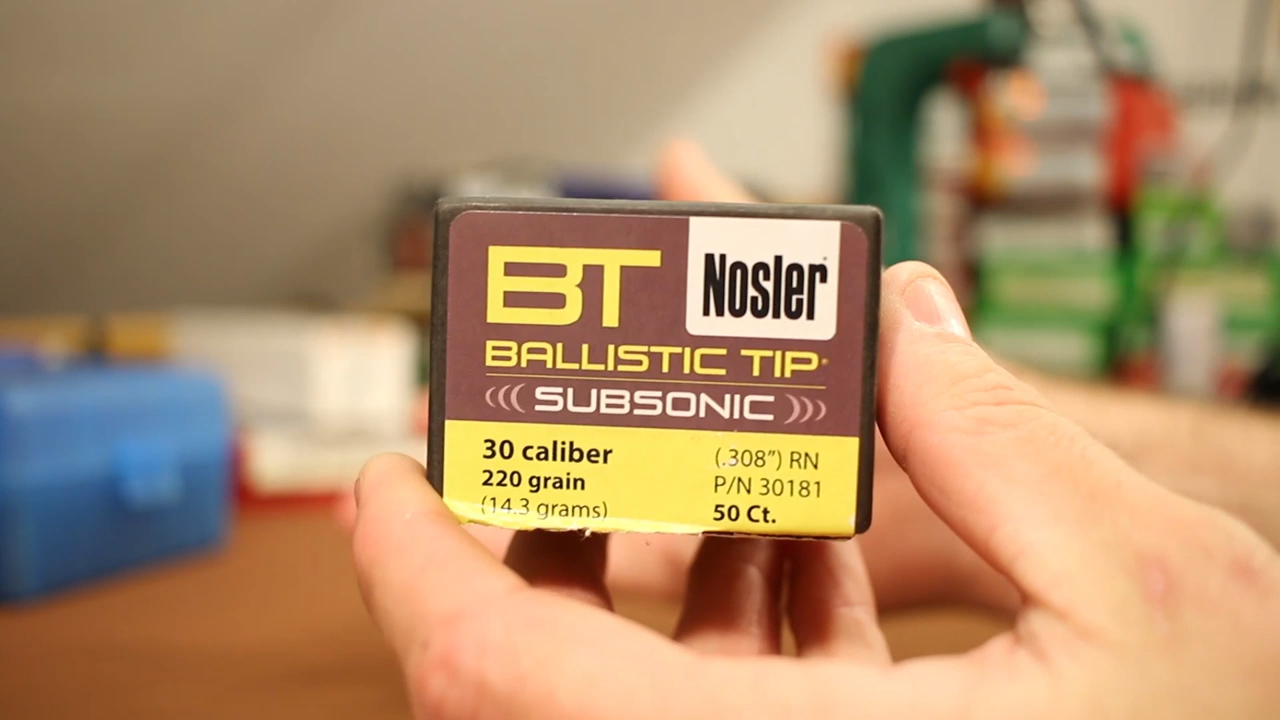 BT
Nosler
BALLISTIC TIP
SUBSONIC
30 caliber
220 grain
(14.3 grams)
(.308”) RN
P/N 30181
50 Ct.